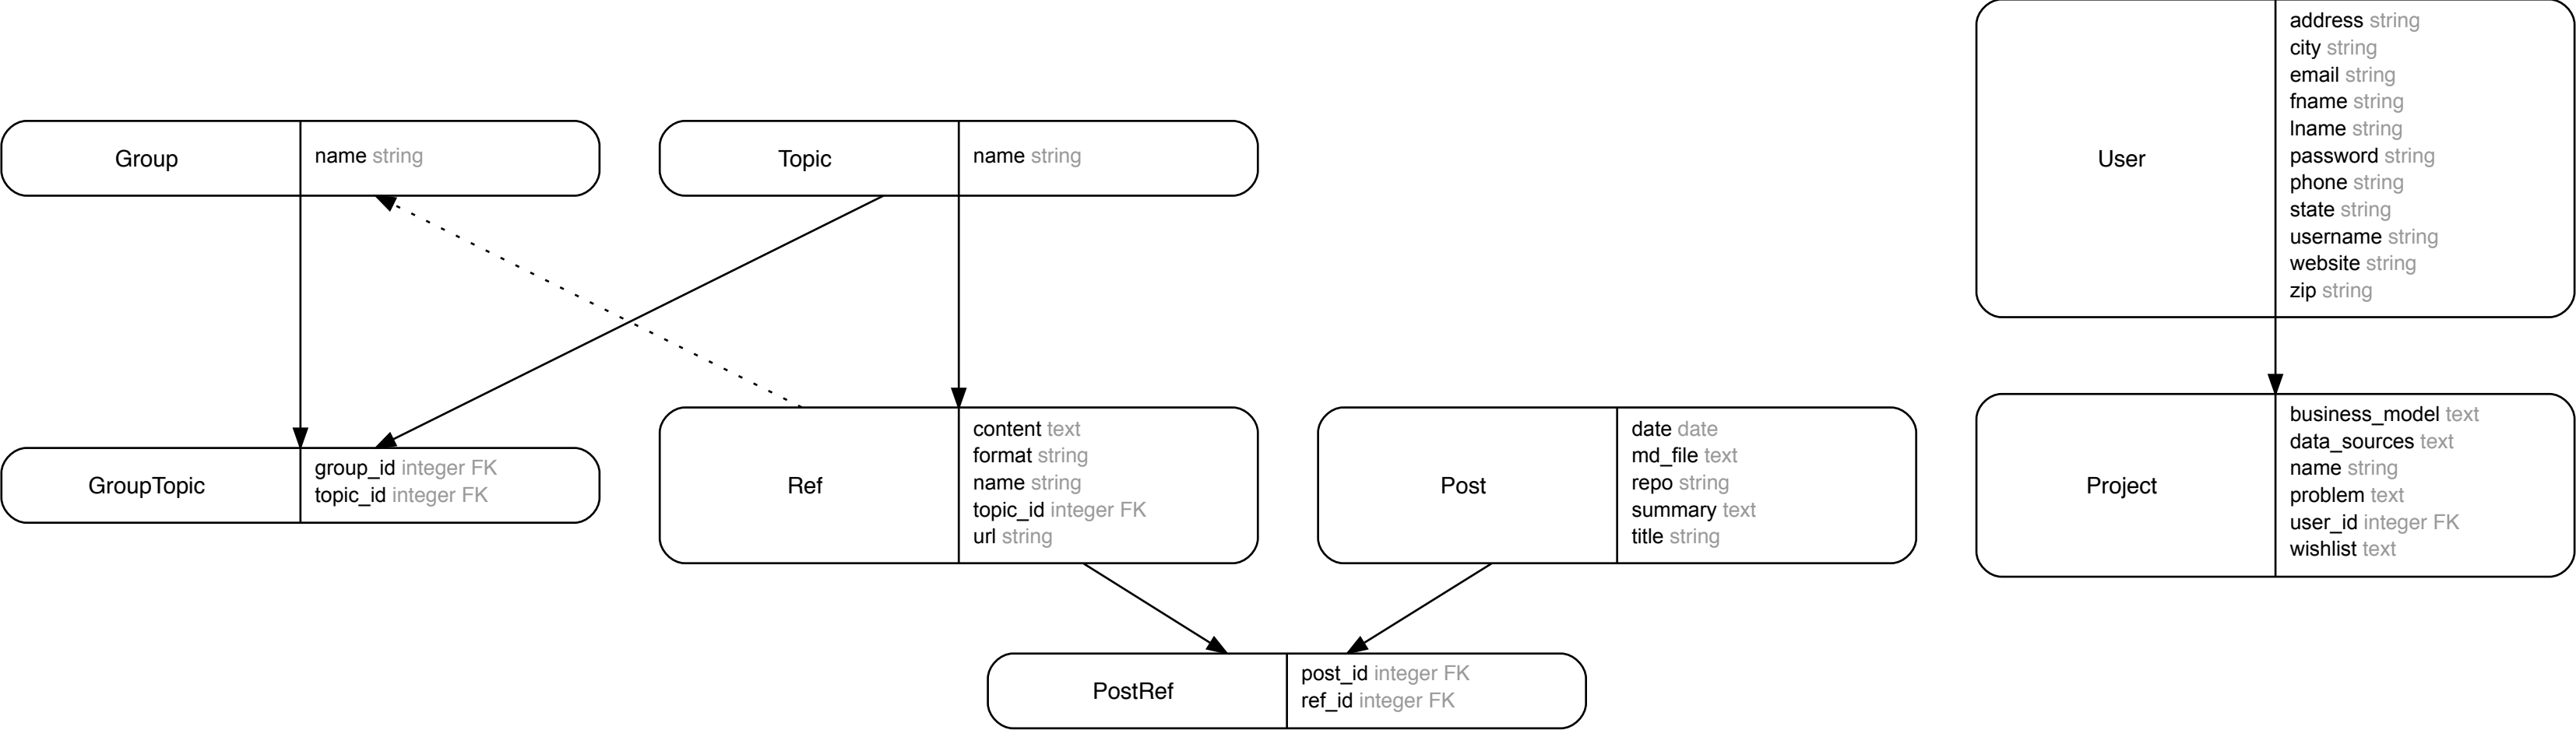 Group
name string
Topic
name string
User
address string
city string
email string
fname string
lname string
password string
phone string
state string
username string
website string
zip string
GroupTopic
group_id integer FK
topic_id integer FK
Ref
content text
format string
name string
topic_id integer FK
url string
Post
date date
md_file text
repo string
summary text
title string
Project
business_model text
data_sources text
name string
problem text
user_id integer FK
wishlist text
PostRef
post_id integer FK
ref_id integer FK